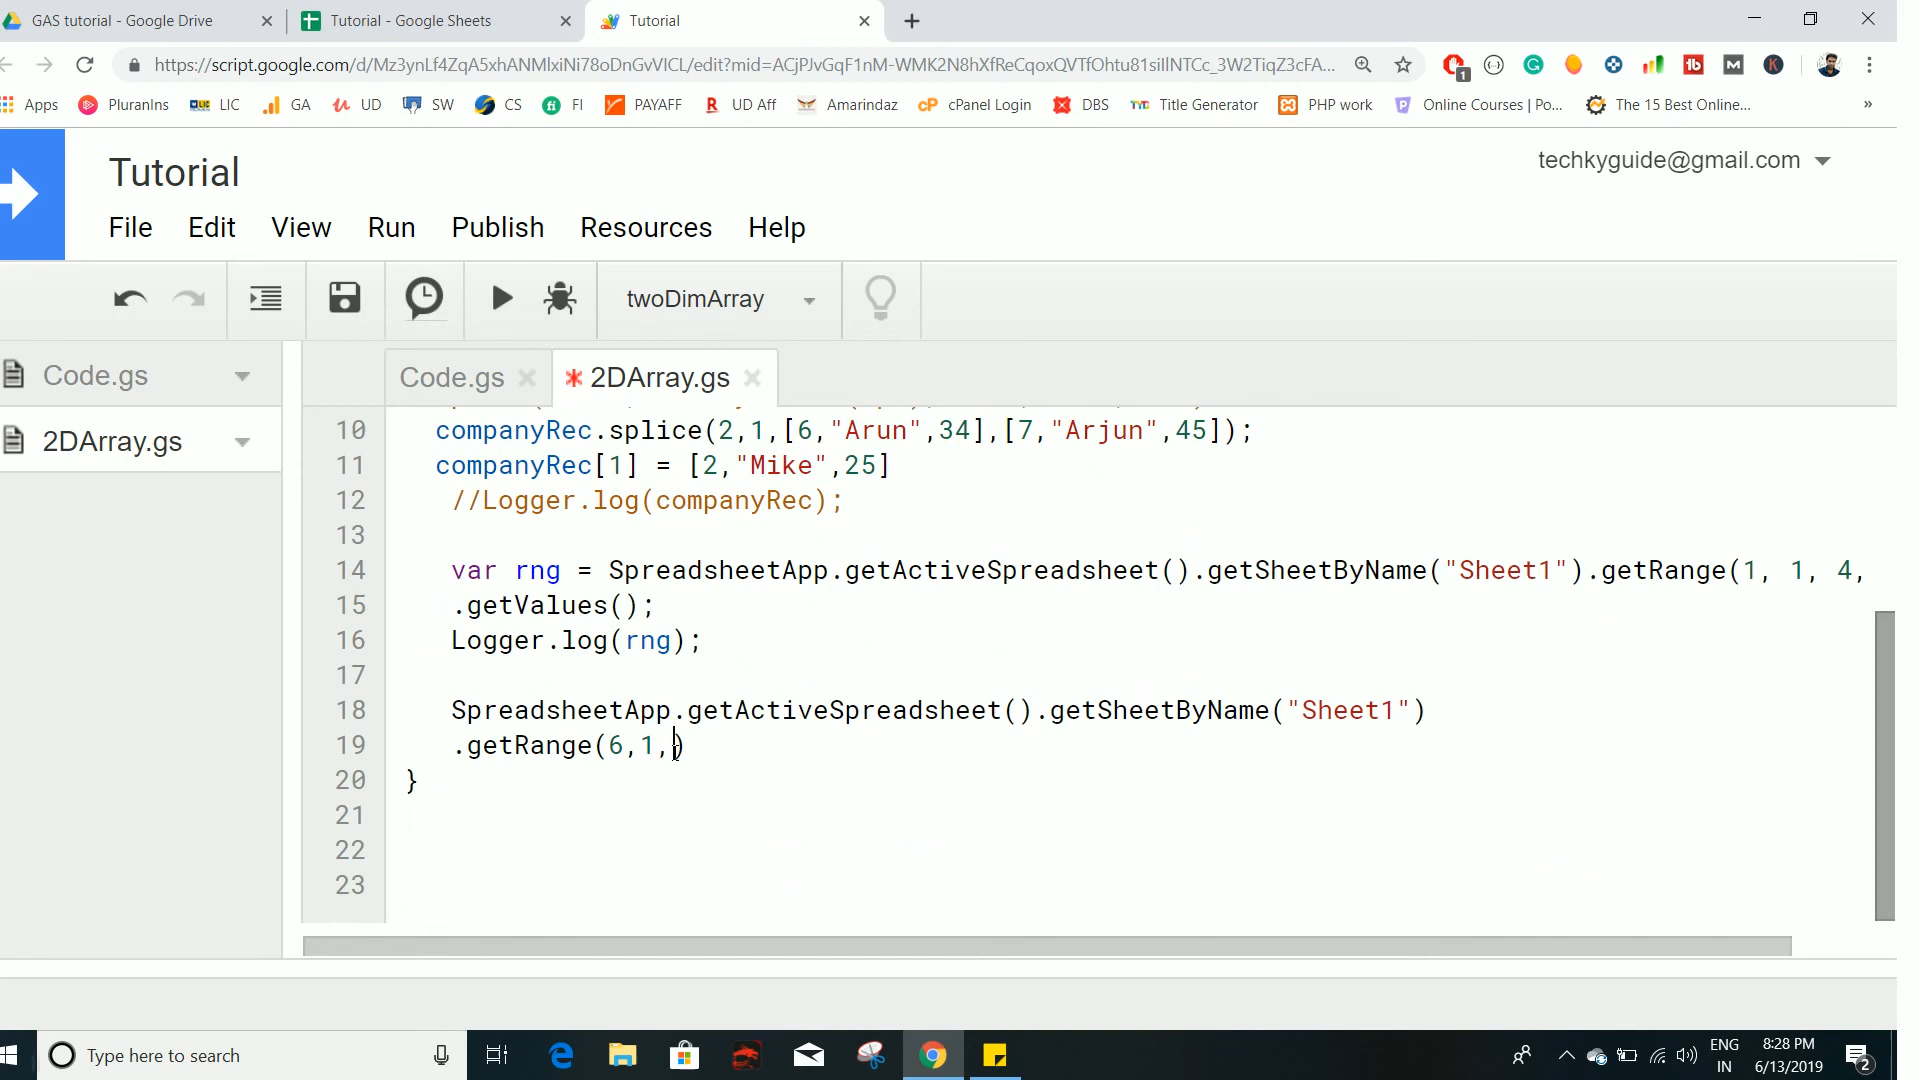 GAS tutorial - Google Drive
Tutorial - Google Sheets
Tutorial
https://script.google.com/d/Mz3ynLf4ZqA5xhANMlxiNi78oDnGvVICL/edit?mid=ACjPJvGqF1nM-WMK2N8hXfReCqoxQVTfOhtu81siIlNTCc_3W2TiqZ3cFA...
1
Apps PluranIns LIC GA UD SW CS FI PAYAFF UD Aff Amarindaz cPanel Login DBS Title Generator PHP work Online Courses | Po... The 15 Best Online... »
Tutorial
techkyguide@gmail.com
File Edit View Run Publish Resources Help
twoDimArray
Code.gs
2DArray.gs
Code.gs
* 2DArray.gs
10 companyRec.splice(2,1,[6,"Arun",34],[7,"Arjun",45]);
11 companyRec[1] = [2,"Mike",25]
12 //Logger.log(companyRec);
13
14 var rng = SpreadsheetApp.getActiveSpreadsheet().getSheetByName("Sheet1").getRange(1, 1, 4,
15 .getValues();
16 Logger.log(rng);
17
18 SpreadsheetApp.getActiveSpreadsheet().getSheetByName("Sheet1")
19 .getRange(6,1,)
20 }
21
22
23
Type here to search
ENG
IN
8:28 PM
6/13/2019
2